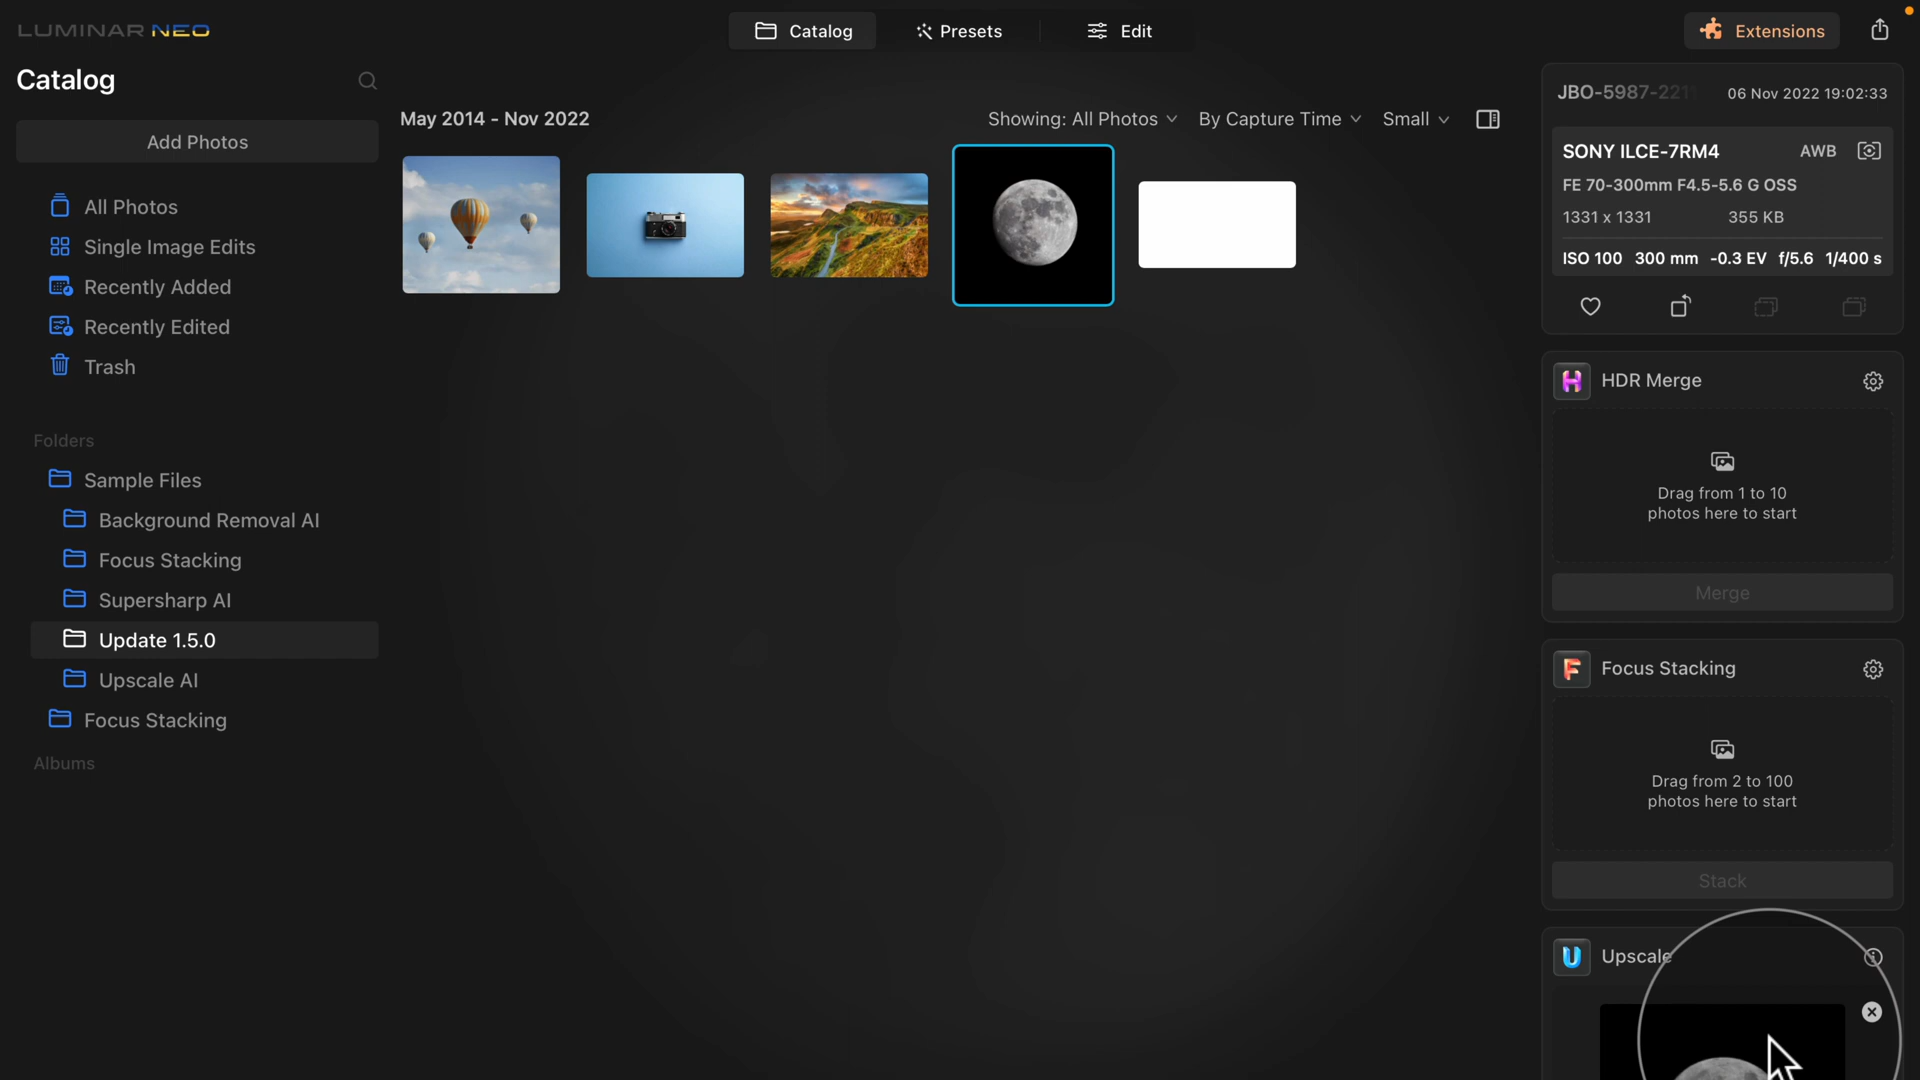 LUMINAR NEO
Catalog
Presets
Edit
Extensions
Catalog
Add Photos
All Photos
Single Image Edits
Recently Added
Recently Edited
Trash
Folders
Sample Files
Background Removal AI
Focus Stacking
Supersharp AI
Update 1.5.0
Upscale AI
Focus Stacking
Albums
May 2014 - Nov 2022
Showing: All Photos
By Capture Time
Small
JBO-5987-221
06 Nov 2022 19:02:33
SONY ILCE-7RM4
AWB
FE 70-300mm F4.5-5.6 G OSS
1331 x 1331
355 KB
ISO 100 300 mm -0.3 EV f/5.6 1/400 s
HDR Merge
Drag from 1 to 10
photos here to start
Merge
Focus Stacking
Drag from 2 to 100
photos here to start
Stack
Upscale